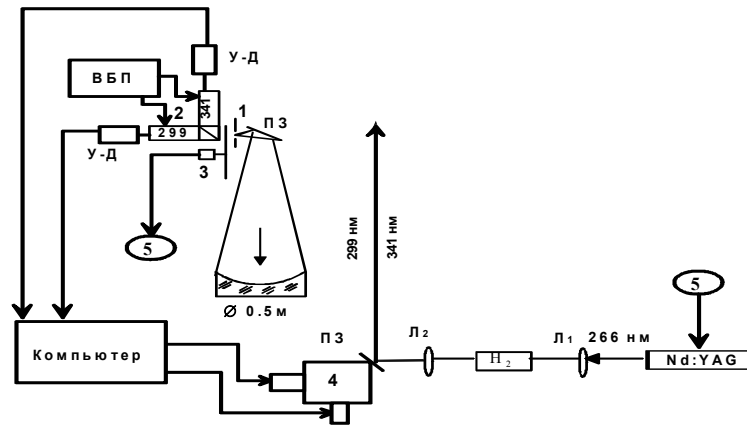 У-Д
ВБП
341
2
1
ПЗ
299
У-Д
3
5
299 нм
341 нм
5
Ø 0.5м
ПЗ
Л2
Л1
266 нм
Компьютер
4
H2
Nd:YAG